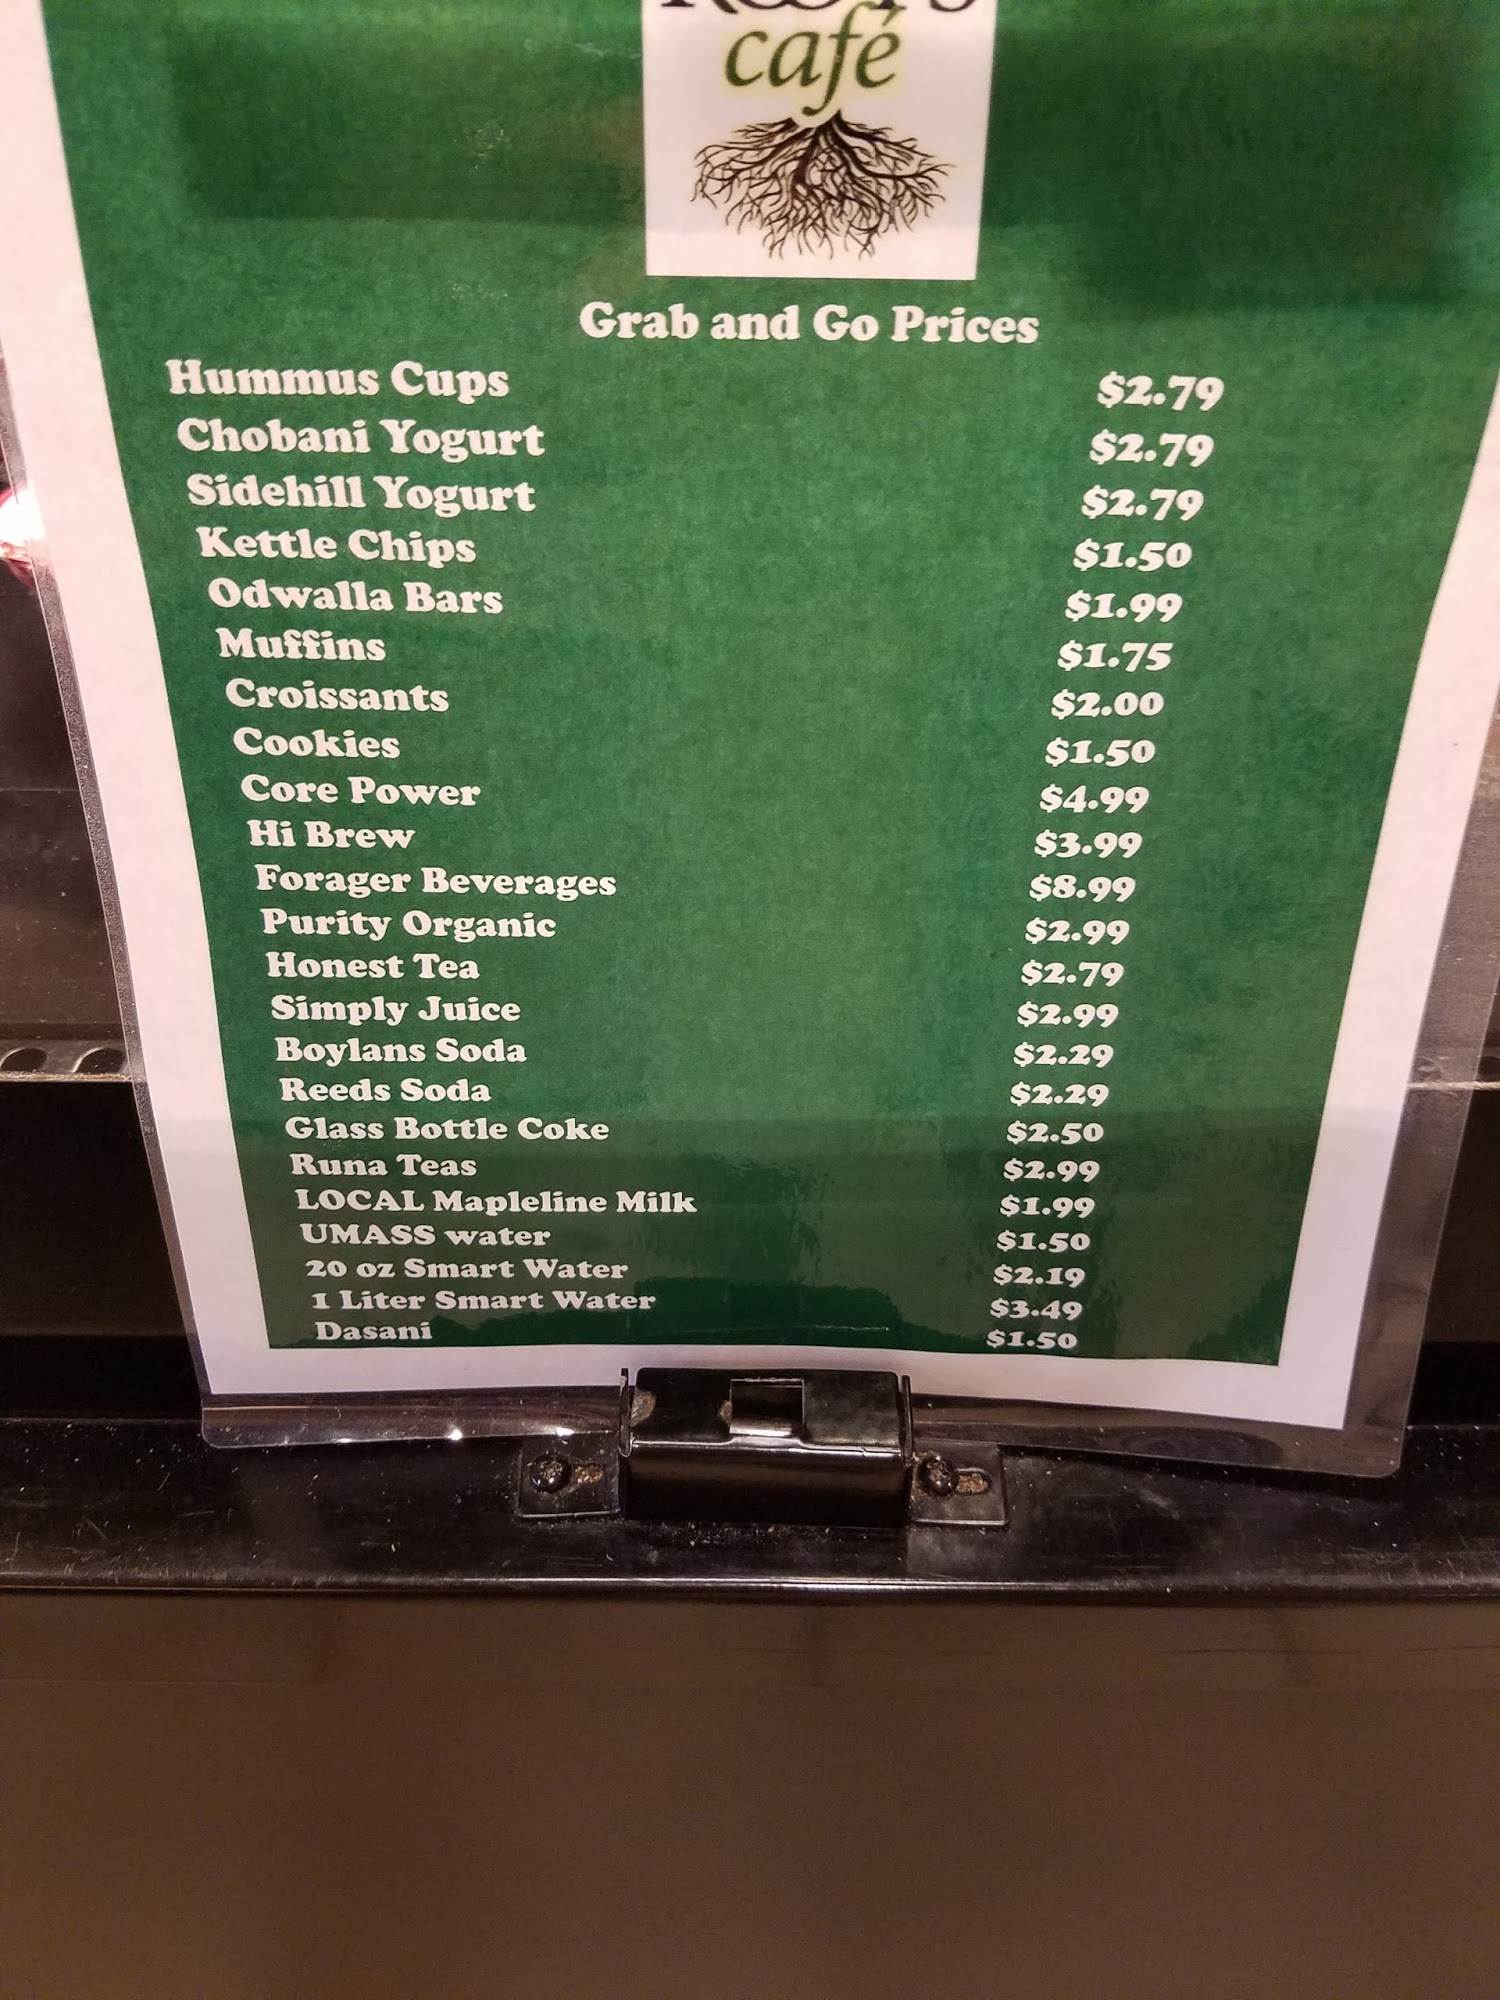 café
Grab and Go Prices
Hummus Cups $2.79
Chobani Yogurt $2.79
Sidehill Yogurt $2.79
Kettle Chips $1.50
Odwalla Bars $1.99
Muffins $1.75
Croissants $2.00
Cookies $1.50
Core Power $4.99
Hi Brew $3.99
Forager Beverages $8.99
Purity Organic $2.99
Honest Tea $2.79
Simply Juice $2.99
Boylans Soda $2.29
Reeds Soda $2.29
Glass Bottle Coke $2.50
Runa Teas $2.99
LOCAL Mapleline Milk $1.99
UMASS water $1.50
20 oz Smart Water $2.19
1 Liter Smart Water $3.49
Dasani $1.50